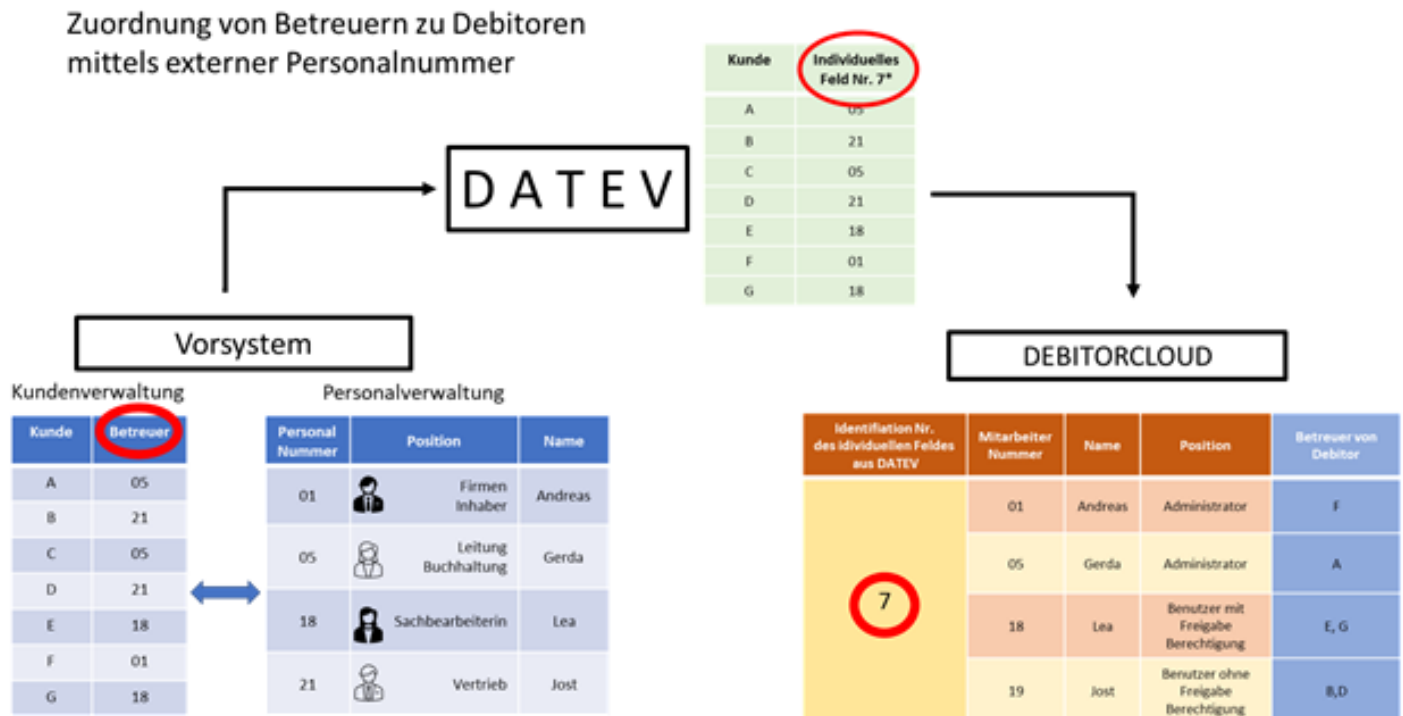 Zuordnung von Betreuern zu Debitoren
mittels externer Personalnummer
Kunde Individuelles
Feld Nr. 7*
A 05
B 21
C 05
D 21
E 18
F 01
G 18
DATEV
Vorsystem
Kundenverwaltung
Kunde Betreuer
A 05
B 21
C 05
D 21
E 18
F 01
G 18
Personalverwaltung
Personal
Nummer Position Name
01 Firmen
Inhaber Andreas
05 Leitung
Buchhaltung Gerda
18 Sachbearbeiterin Lea
21 Vertrieb Jost
DEBITORCLOUD
Identifiation Nr.
des idividuellen Feldes
aus DATEV
Mitarbeiter
Nummer
Name
Position
Betreuer von
Debitor
7
01 Andreas Administrator F
05 Gerda Administrator A
18 Lea Benutzer mit
Freigabe
Berechtigung E, G
19 Jost Benutzer ohne
Freigabe
Berechtigung B,D